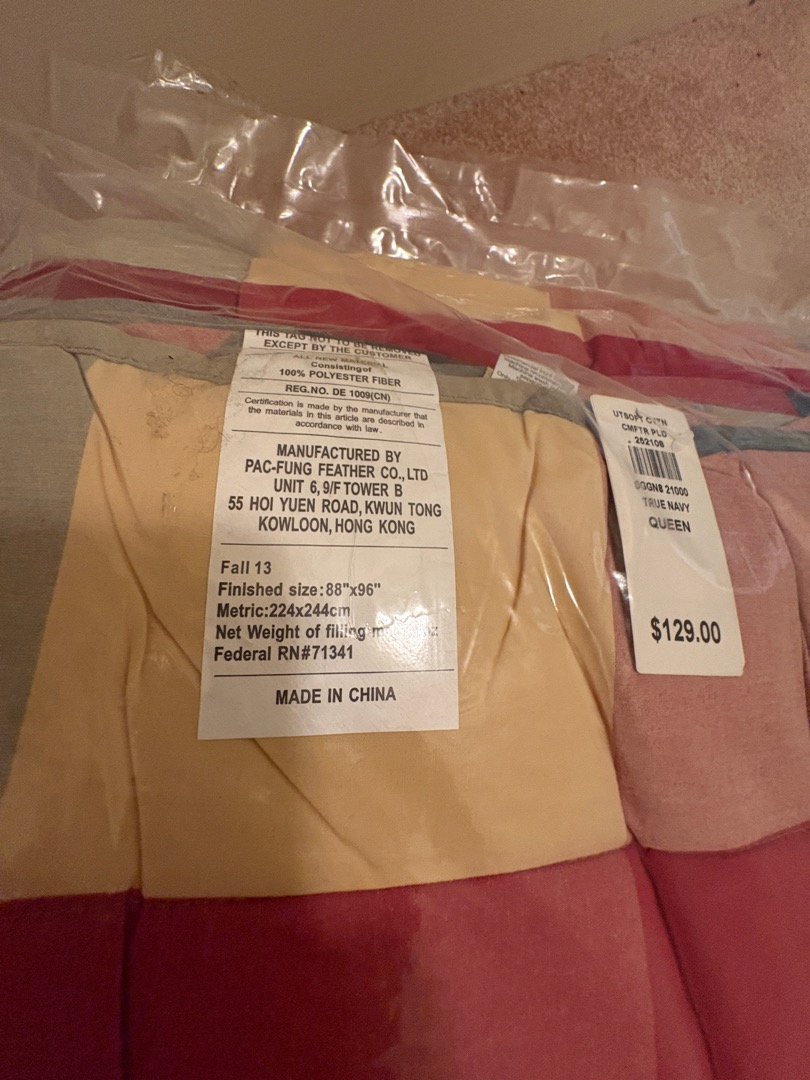 THIS TAG NOT TO BE REMOVED
EXCEPT BY THE CUSTOMER
ALL NEW MATERIAL
Consistingof
100% POLYESTER FIBER
REG.NO. DE 1009(CN)
Certification is made by the manufacturer that
the materials in this article are described in
accordance with law.
MANUFACTURED BY
PAC-FUNG FEATHER CO.,LTD
UNIT 6, 9/F TOWER B
55 HOI YUEN ROAD, KWUN TONG
KOWLOON, HONG KONG
Fall 13
Finished size:88"x96"
Metric:224x244cm
Net Weight of filling
Federal RN#71341
MADE IN CHINA
CMFTR PLD
252108
21000
TRUE NAVY
QUEEN
$129.00